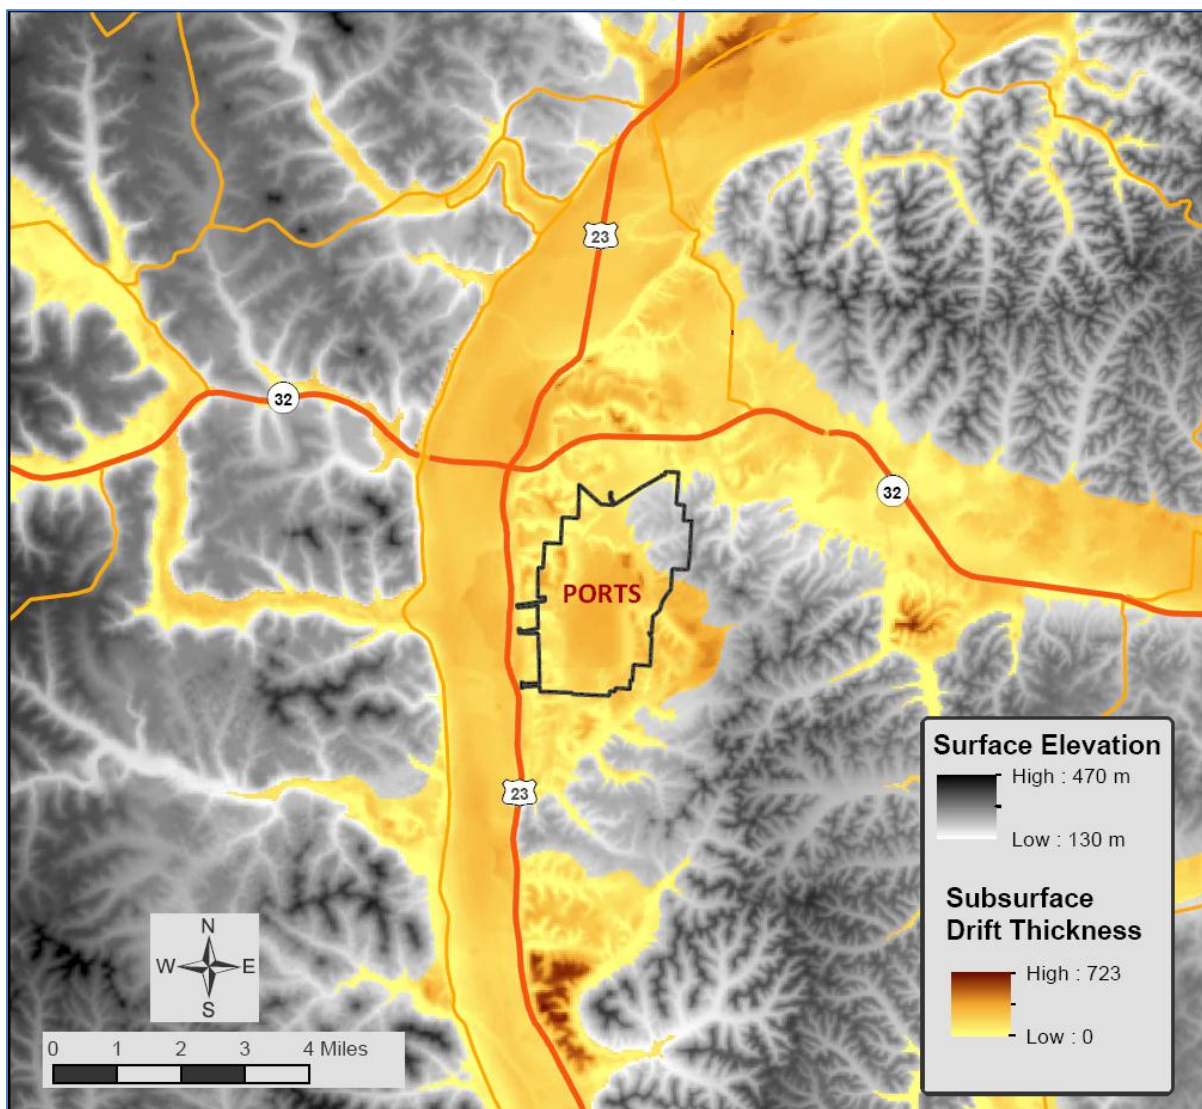 23
32
32
PORTS
23
Surface Elevation
High : 470 m
Low : 130 m
Subsurface
Drift Thickness
High : 723
Low : 0
N
W E
S
0 1 2 3 4 Miles